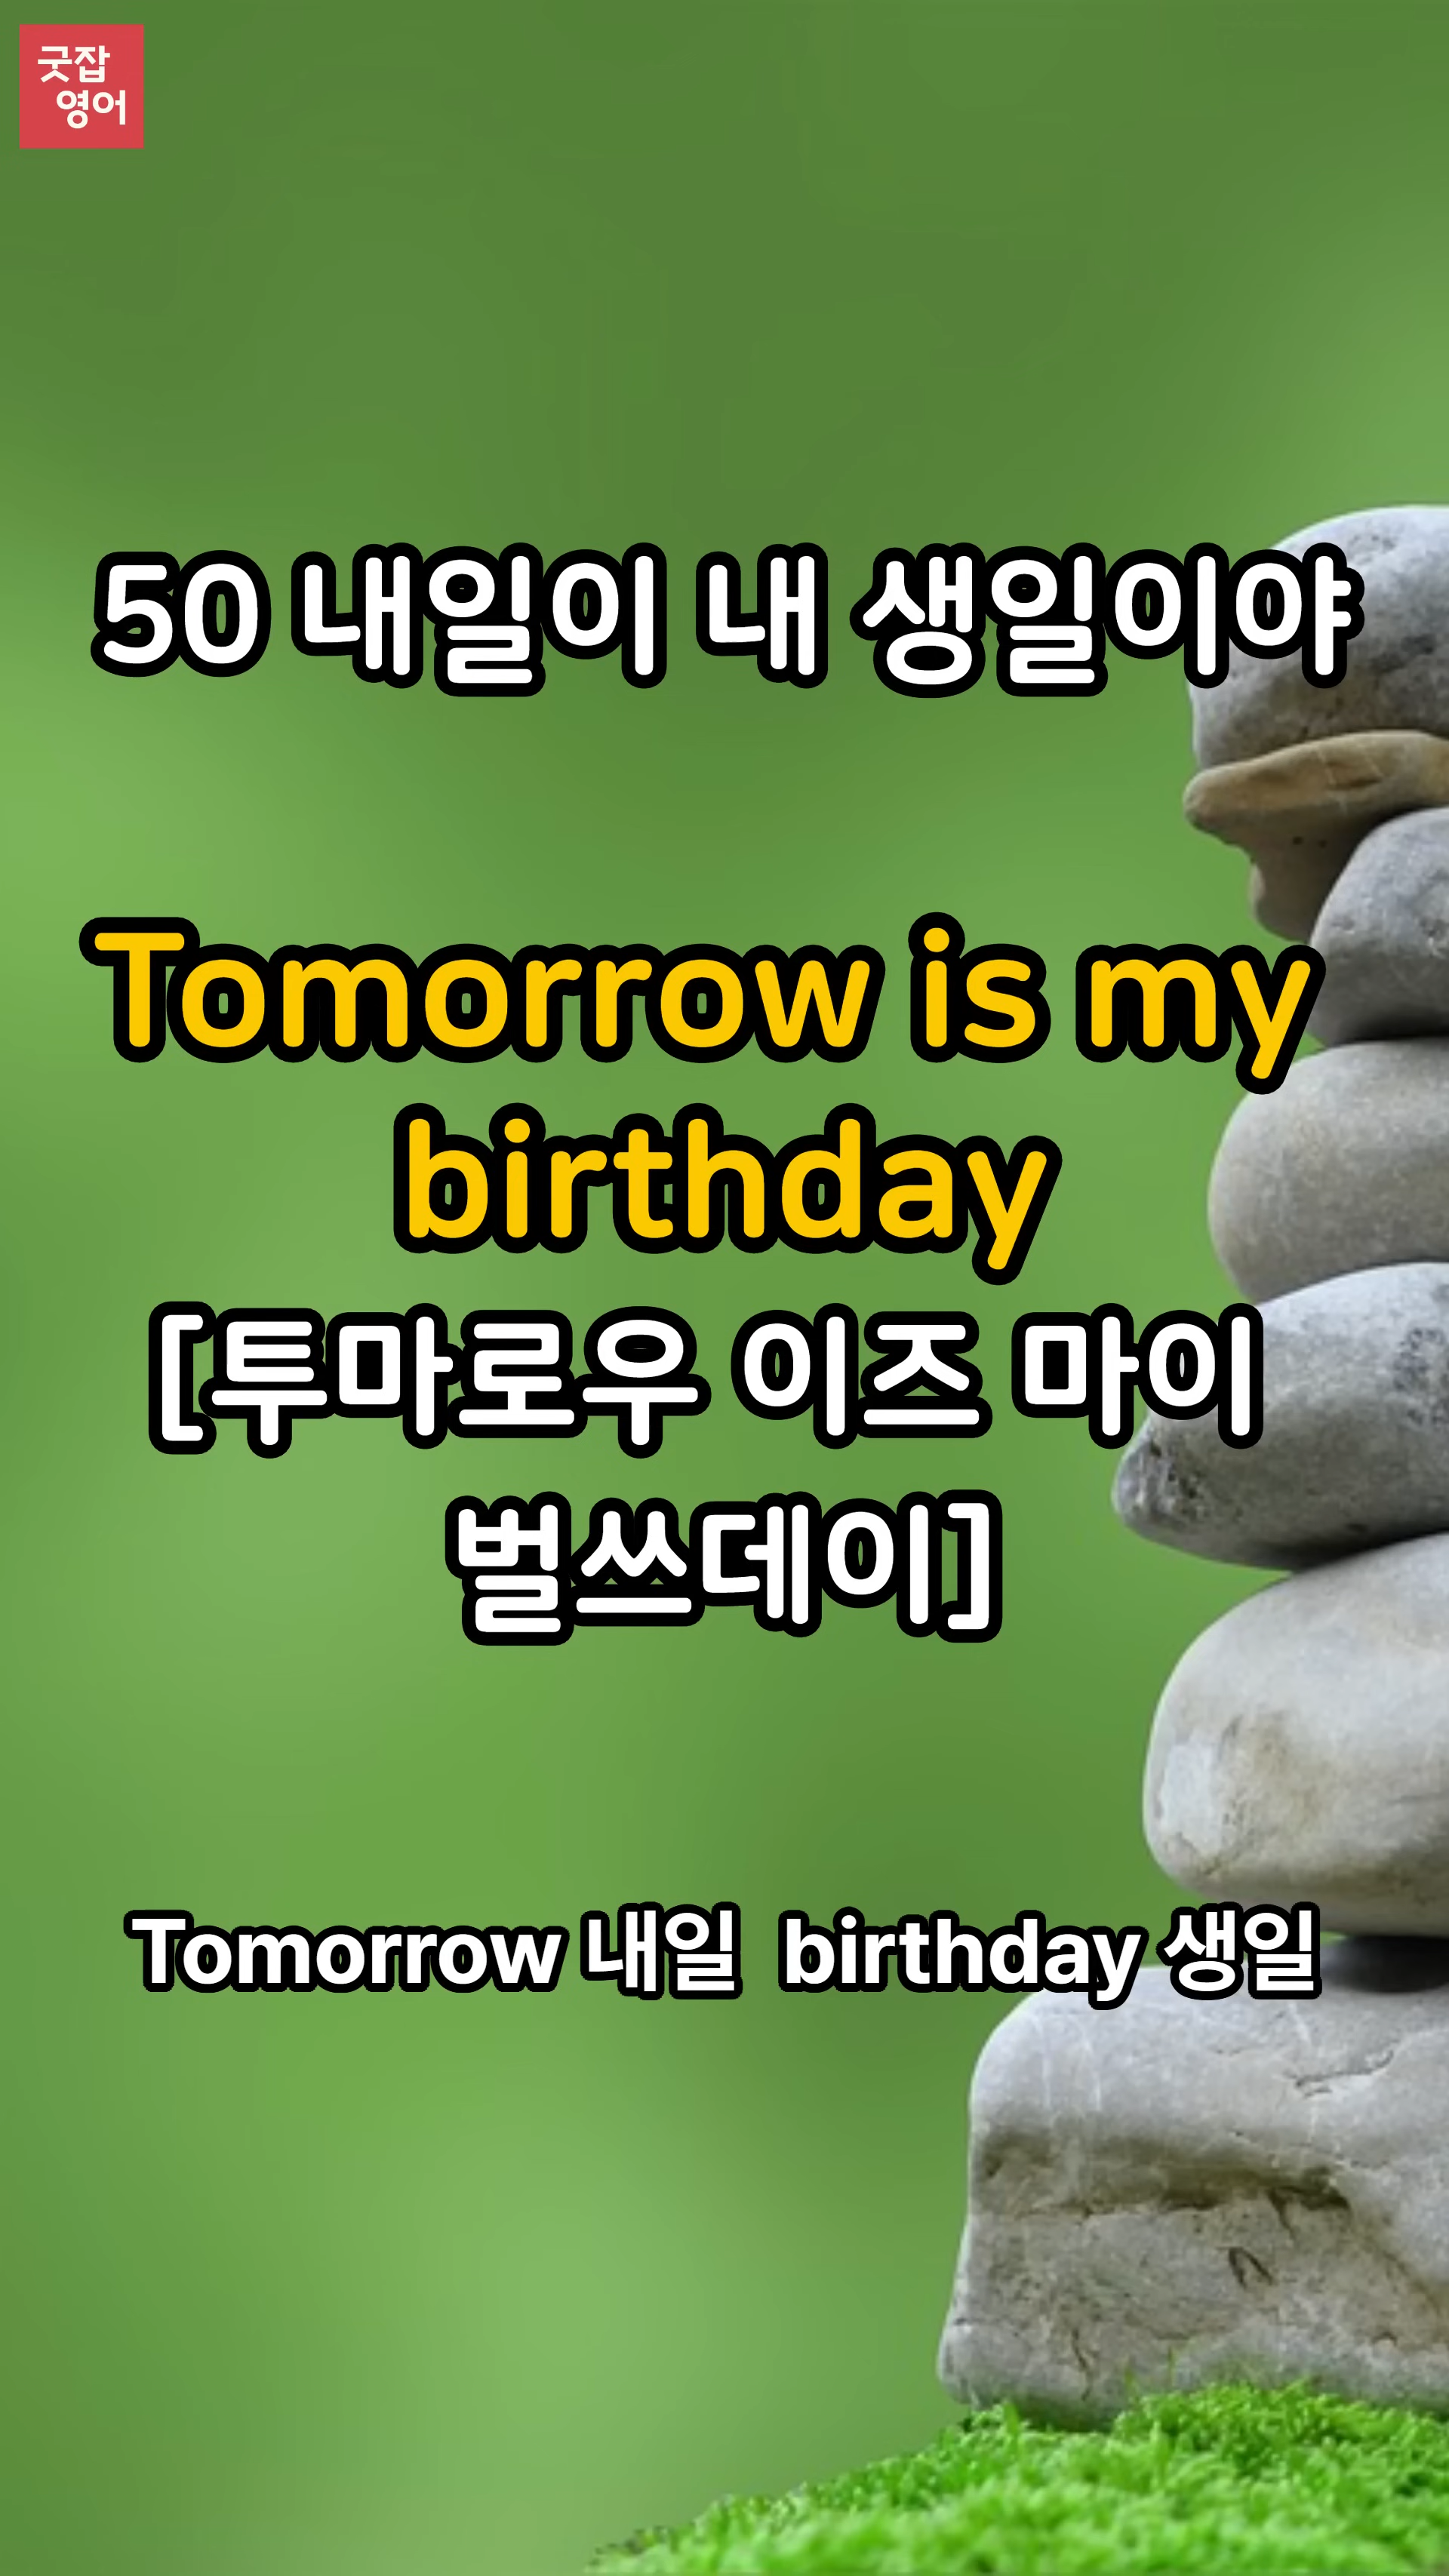 굿잡
영어
50 내일이 내 생일이야
Tomorrow is my
birthday
[투마로우 이즈 마이
벌쓰데이]
Tomorrow 내일  birthday 생일